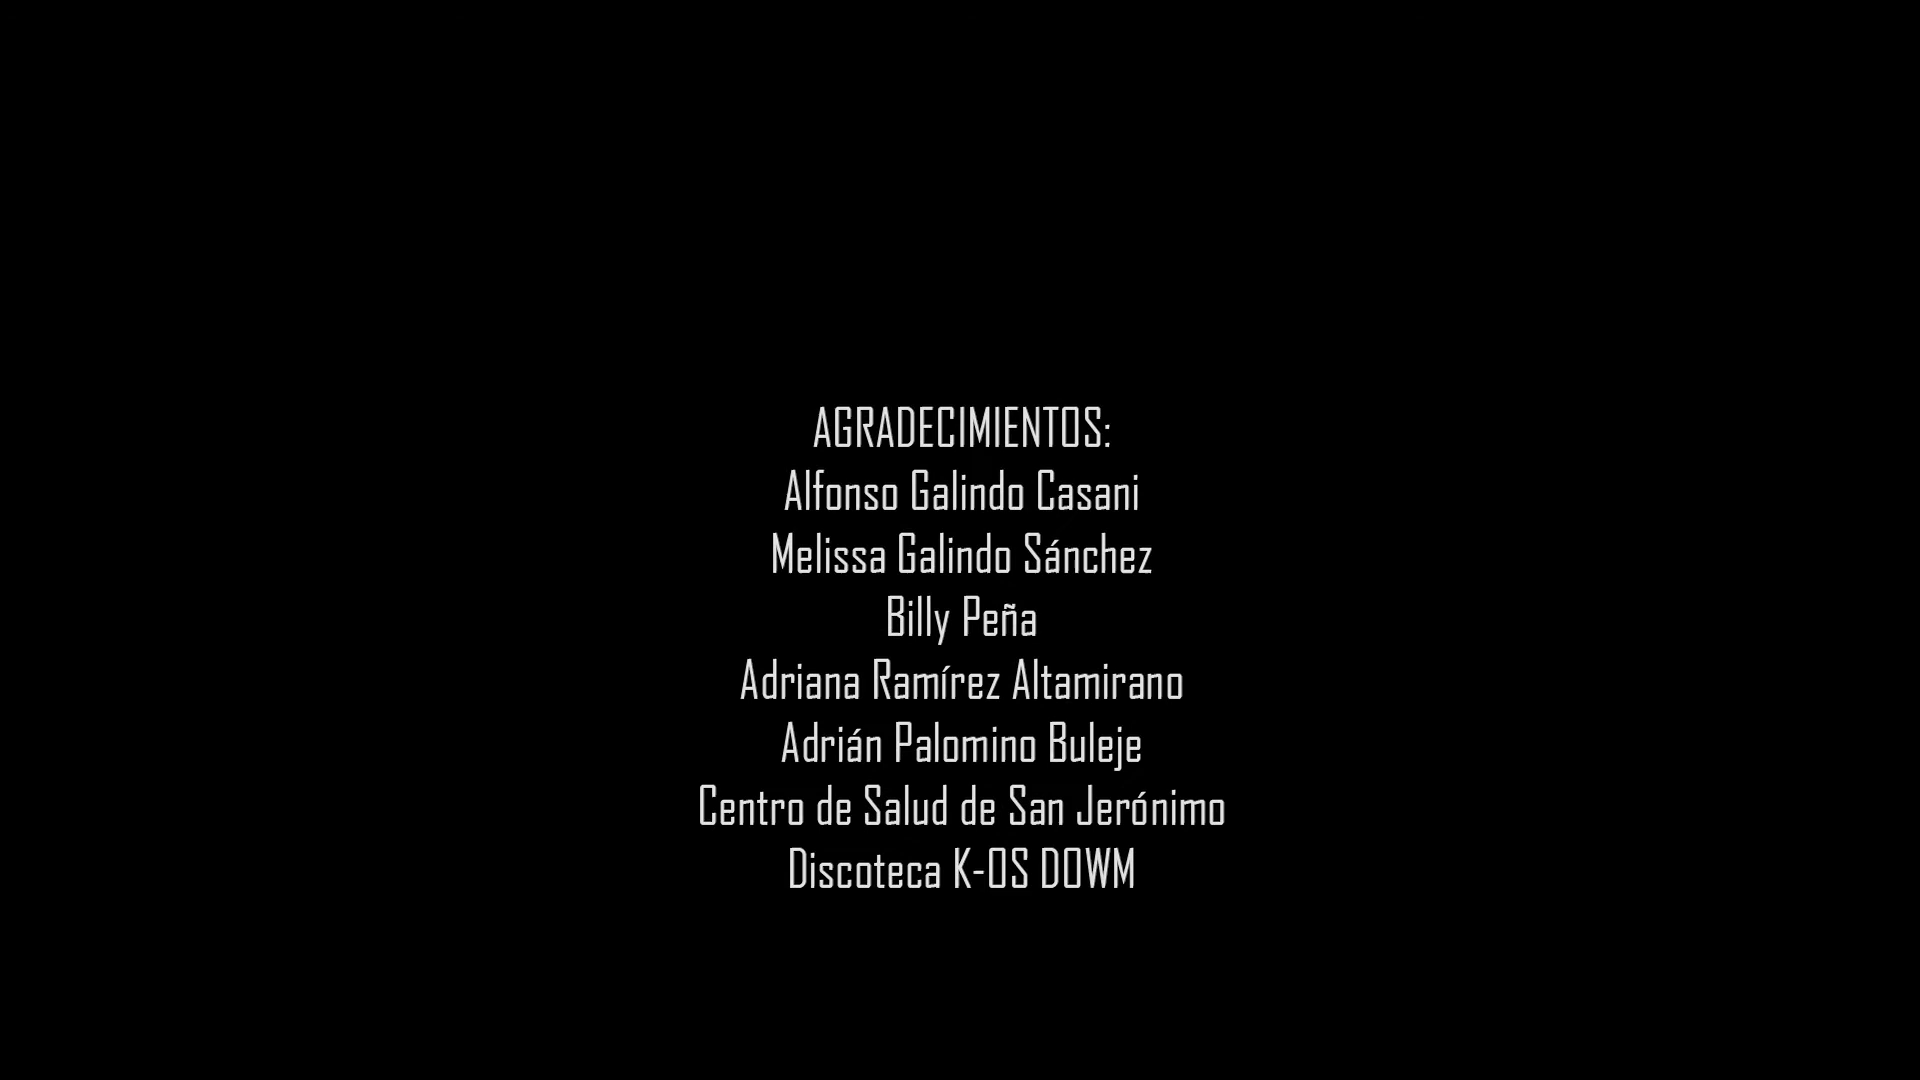 AGRADECIMIENTOS:
Alfonso Galindo Casani
Melissa Galindo Sánchez
Billy Peña
Adriana Ramírez Altamirano
Adrián Palomino Buleje
Centro de Salud de San Jerónimo
Discoteca K-OS DOWM